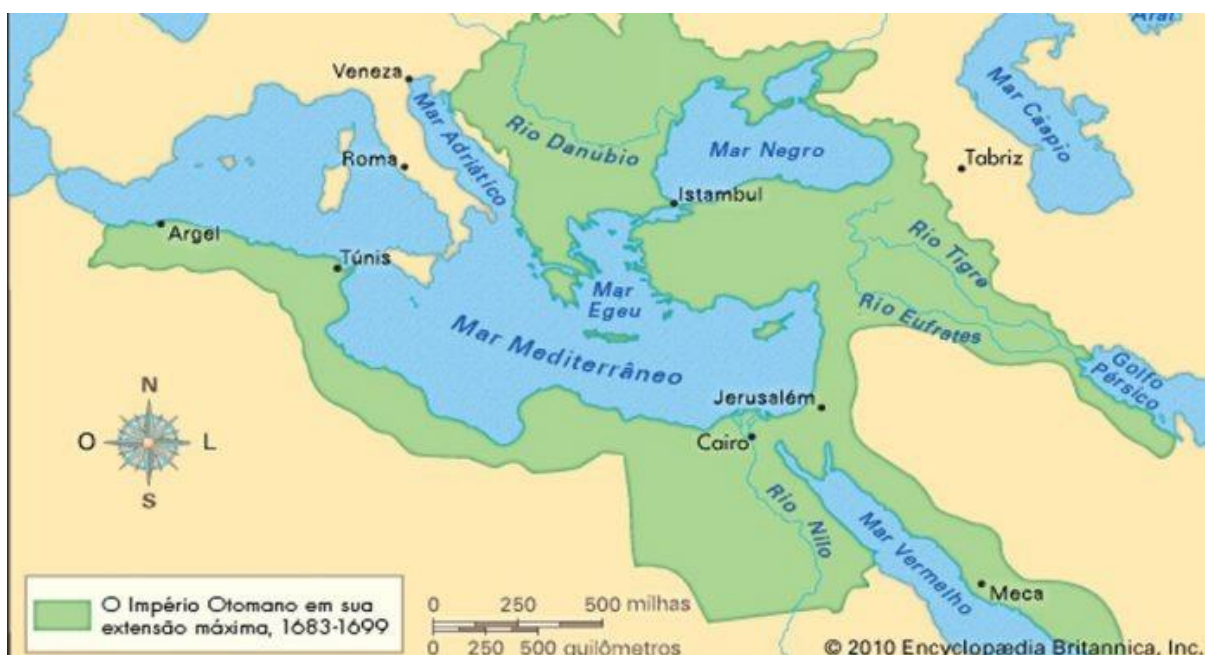 Aral
Mar Cáspio
Veneza
Mar Adriático
Rio Danúbio
Mar Negro
Tabriz
Roma
Istambul
Argel
Túnis
Mar
Egeu
Rio Tigre
Rio Eufrates
Mar Mediterrâneo
Golfo
Pérsico
Jerusalém
Cairo
N
O
L
S
Rio Nilo
Mar Vermelho
Meca
O Império Otomano em sua
extensão máxima, 1683-1699
0 250 500 milhas
0 250 500 quilômetros
© 2010 Encyclopædia Britannica, Inc.